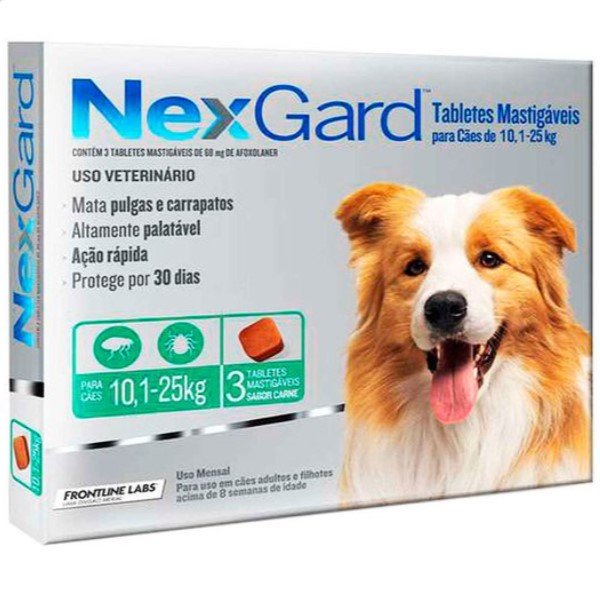 NexGard™
Tabletes Mastigáveis
para Cães de 10,1-25 kg
CONTÉM 3 TABLETES MASTIGÁVEIS DE 68 mg DE AFOXOLANER
USO VETERINÁRIO
· Mata pulgas e carrapatos
· Altamente palatável
· Ação rápida
· Protege por 30 dias
PARA CÃES
10,1-25kg
3 TABLETES MASTIGÁVEIS
SABOR CARNE
Uso Mensal
Para uso em cães adultos e filhotes
acima de 8 semanas de idade
FRONTLINE LABS
NexGard
10,1-25kg